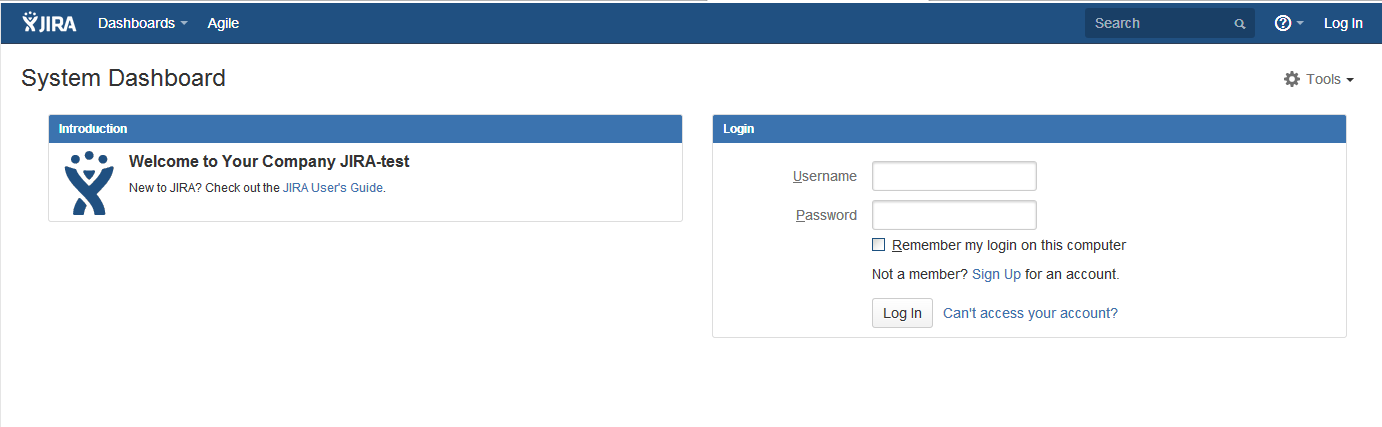 JIRA Dashboards Agile Search Log In
System Dashboard
Tools
Introduction
Welcome to Your Company JIRA-test
New to JIRA? Check out the JIRA User's Guide.
Login
Username
Password
Remember my login on this computer
Not a member? Sign Up for an account.
Log In Can't access your account?